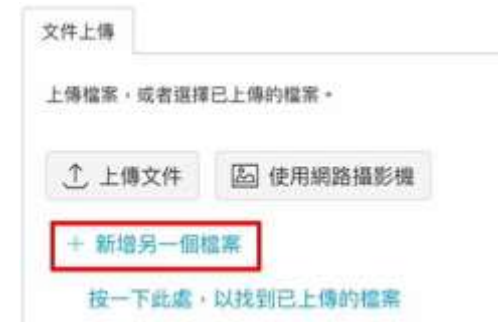 文件上傳
上傳檔案，或者選擇已上傳的檔案。
上傳文件 使用網路攝影機
+ 新增另一個檔案
按一下此處，以找到已上傳的檔案